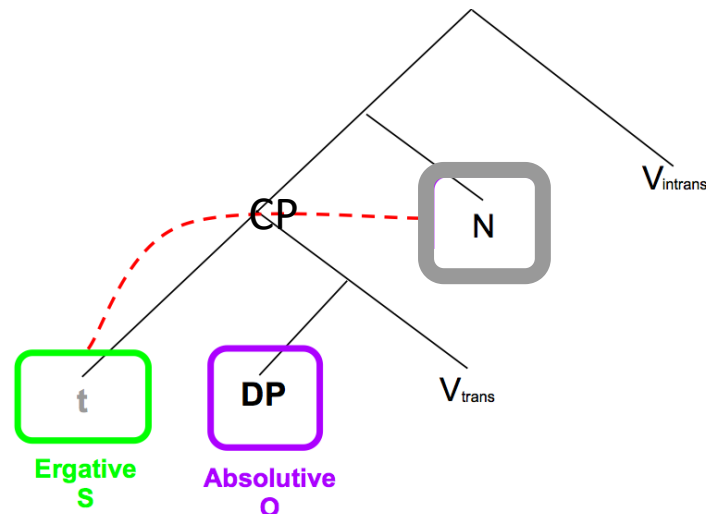 Vintrans
CP
N
t
DP
Vtrans
Ergative
S
Absolutive
O